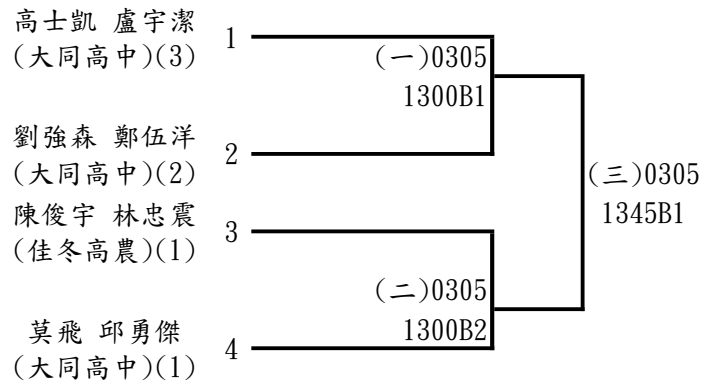 高士凱 盧宇潔
(大同高中)(3)
1
(一)0305
1300B1
劉強森 鄭伍洋
(大同高中)(2)
2
(三)0305
1345B1
陳俊宇 林忠震
(佳冬高農)(1)
3
(二)0305
1300B2
莫飛 邱勇傑
(大同高中)(1)
4